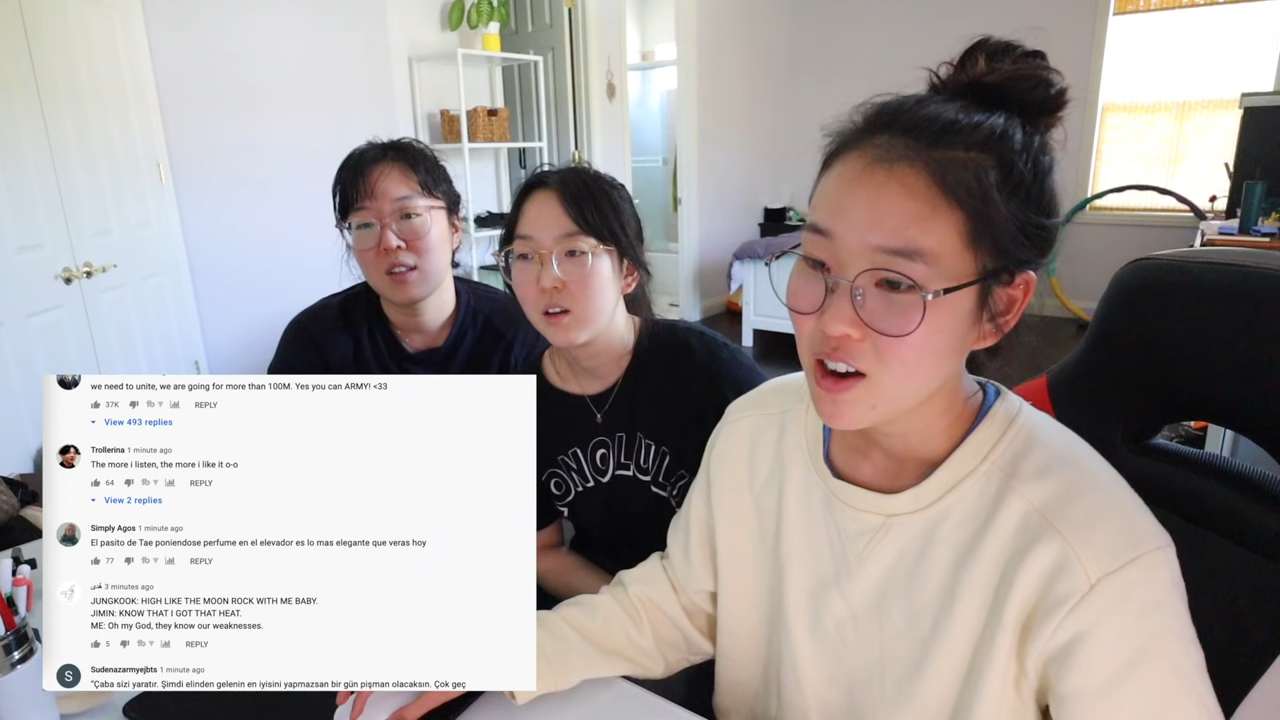 we need to unite, we are going for more than 100M. Yes you can ARMY! <33
37K REPLY
View 493 replies
Trollerina 1 minute ago
The more i listen, the more i like it o-o
64 REPLY
View 2 replies
Simply Agos 1 minute ago
El pasito de Tae poniendose perfume en el elevador es lo mas elegante que veras hoy
77 REPLY
هدى 3 minutes ago
JUNGKOOK: HIGH LIKE THE MOON ROCK WITH ME BABY.
JIMIN: KNOW THAT I GOT THAT HEAT.
ME: Oh my God, they know our weaknesses.
5 REPLY
S
Sudenazarmyejbts 1 minute ago
"Çaba sizi yaratır. Şimdi elinden gelenin en iyisini yapmazsan bir gün pişman olacaksın. Çok geç
HONOLULU